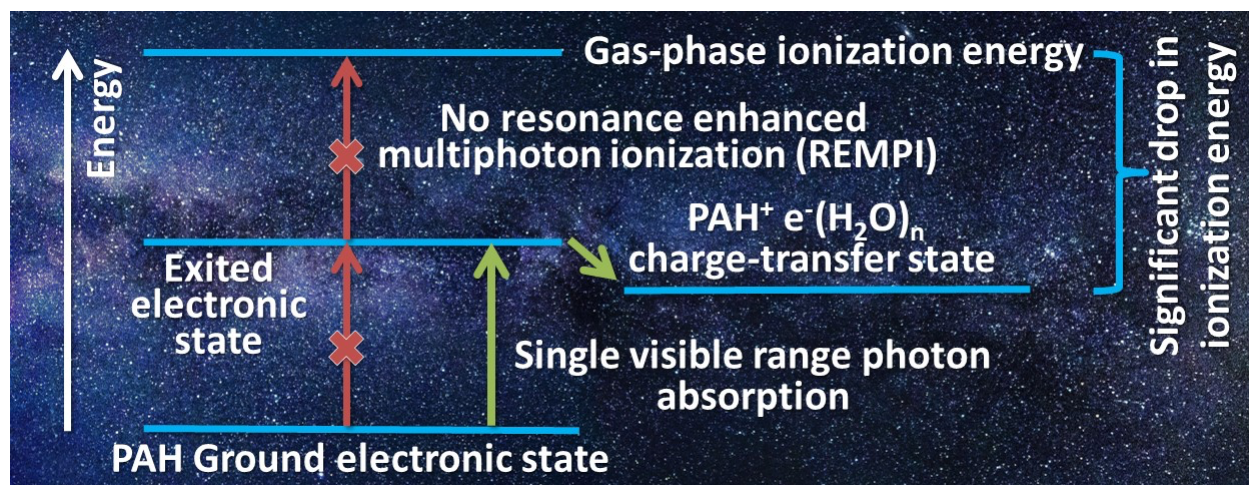 Energy
Gas-phase ionization energy
No resonance enhanced
multiphoton ionization (REMPI)
PAH⁺ e⁻(H₂O)ₙ
charge-transfer state
Exited
electronic
state
Single visible range photon
absorption
PAH Ground electronic state
Significant drop in
ionization energy